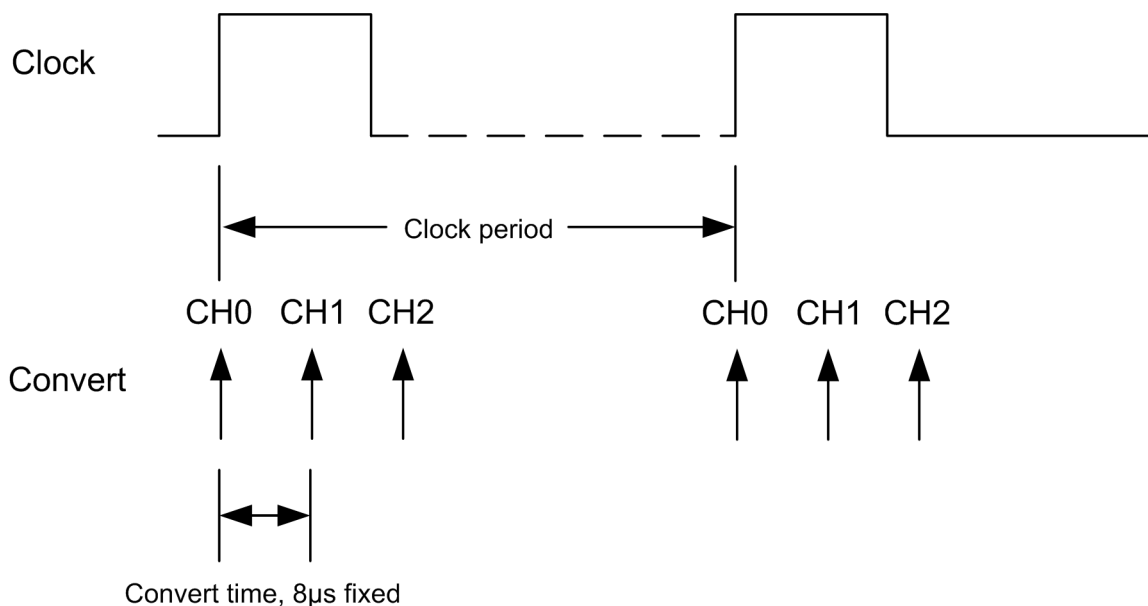 Clock
Clock period
CH0 CH1 CH2 CH0 CH1 CH2
Convert
Convert time, 8µs fixed